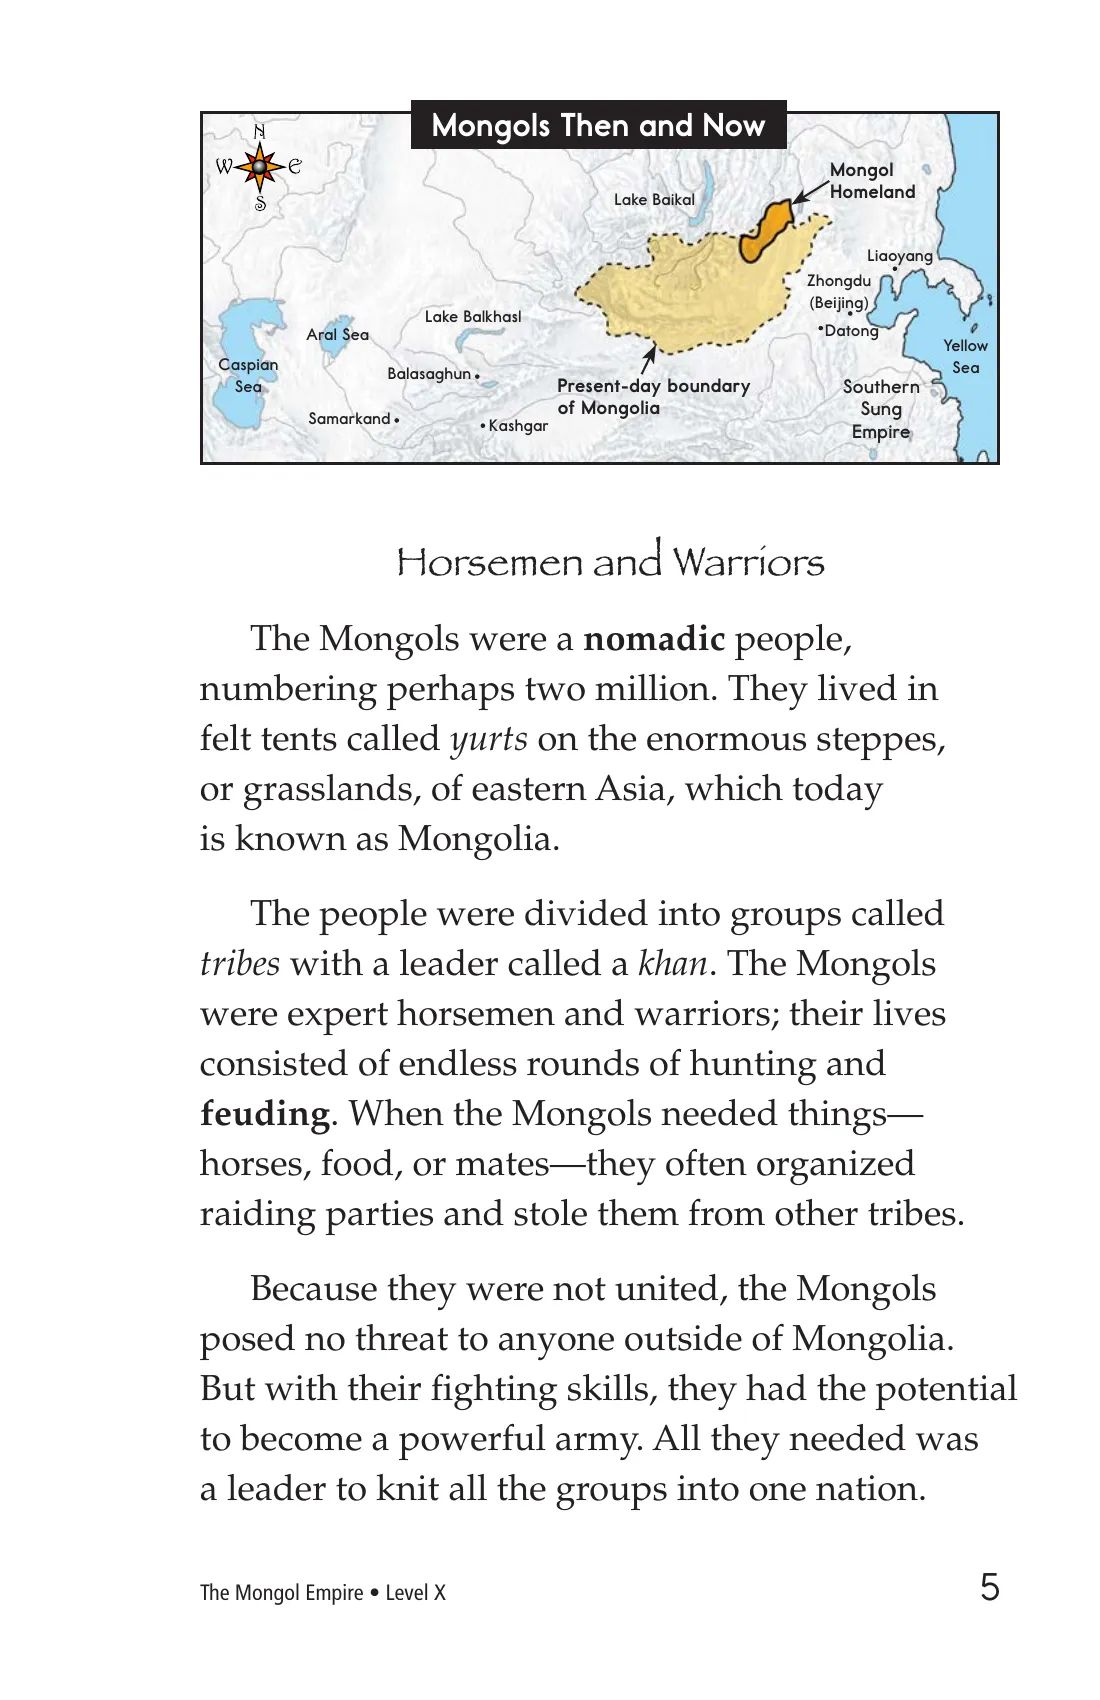 Mongols Then and Now
N
W
E
S
Mongol
Homeland
Lake Baikal
Liaoyang
Zhongdu
(Beijing)
Datong
Yellow
Sea
Lake Balkhasl
Aral Sea
Caspian
Sea
Balasaghun
Present-day boundary
of Mongolia
Southern
Sung
Empire
Samarkand
Kashgar
Horsemen and Warriors
The Mongols were a nomadic people,
numbering perhaps two million. They lived in
felt tents called yurts on the enormous steppes,
or grasslands, of eastern Asia, which today
is known as Mongolia.
The people were divided into groups called
tribes with a leader called a khan. The Mongols
were expert horsemen and warriors; their lives
consisted of endless rounds of hunting and
feuding. When the Mongols needed things—
horses, food, or mates—they often organized
raiding parties and stole them from other tribes.
Because they were not united, the Mongols
posed no threat to anyone outside of Mongolia.
But with their fighting skills, they had the potential
to become a powerful army. All they needed was
a leader to knit all the groups into one nation.
The Mongol Empire • Level X
5